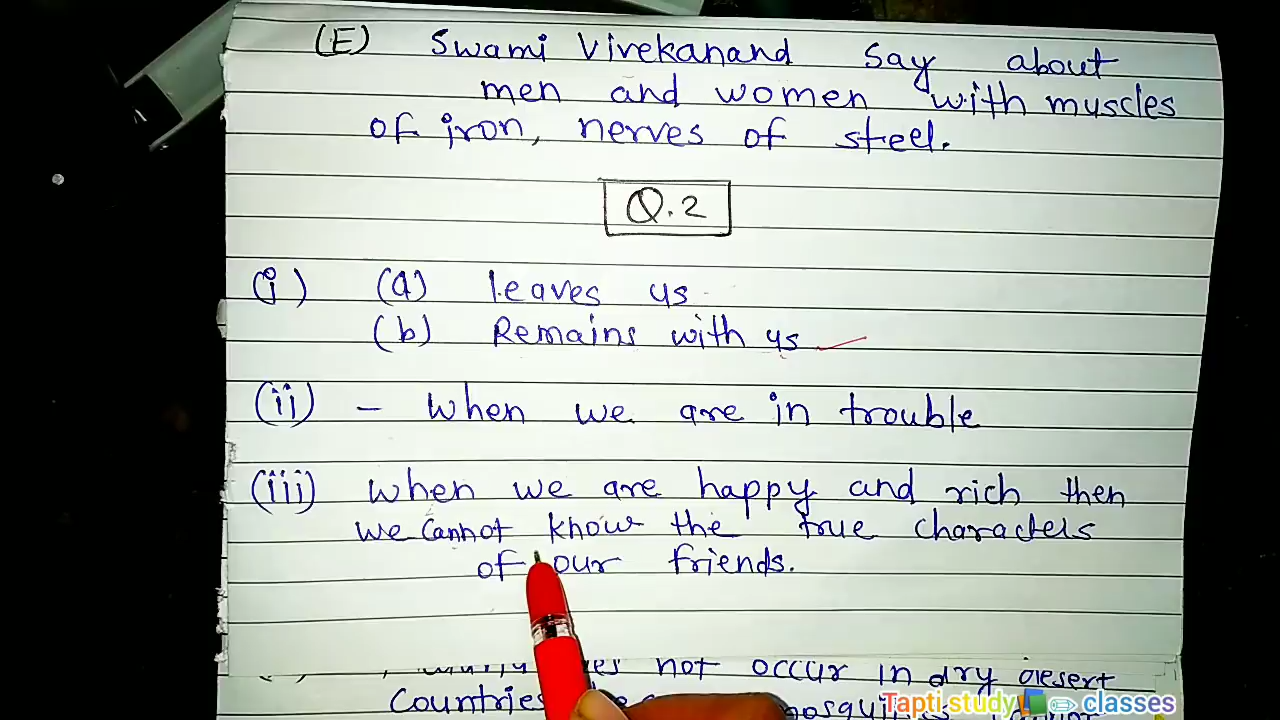 (E) Swami Vivekanand say about
men and women with muscles
of iron, nerves of steel.
Q.2
(i) (a) leaves us
(b) Remains with us
(ii) - when we are in trouble
(iii) when we are happy and rich then
we cannot know the true characters
of our friends.
not occur in dry desert
Countries
Tapti study classes